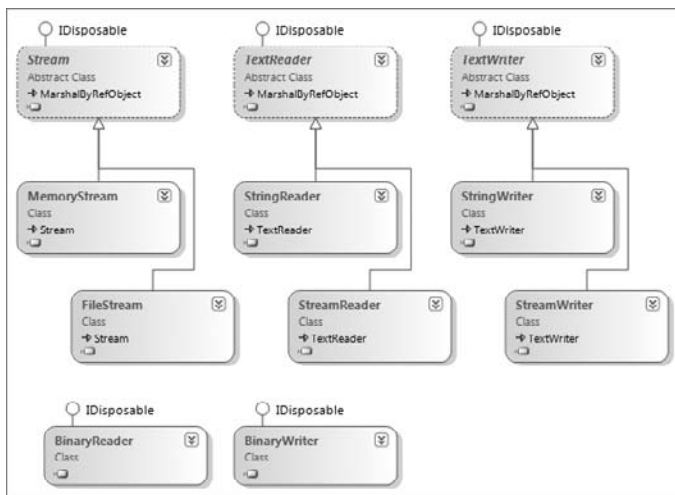 IDisposable
Stream
Abstract Class
MarshalByRefObject
IDisposable
TextReader
Abstract Class
MarshalByRefObject
IDisposable
TextWriter
Abstract Class
MarshalByRefObject
MemoryStream
Class
Stream
StringReader
Class
TextReader
StringWriter
Class
TextWriter
FileStream
Class
Stream
StreamReader
Class
TextReader
StreamWriter
Class
TextWriter
IDisposable
BinaryReader
Class
IDisposable
BinaryWriter
Class